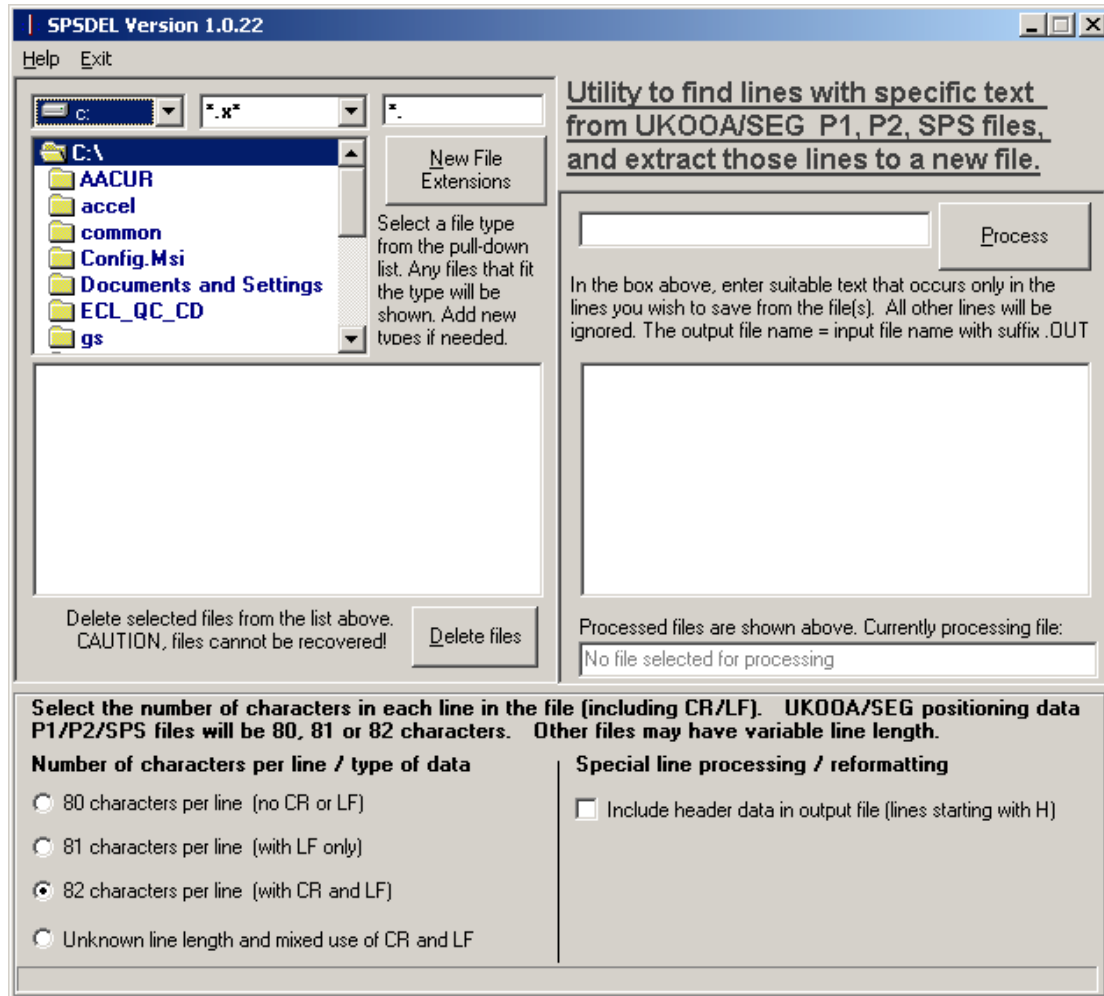 SPSDEL Version 1.0.22
Help Exit
c:
*.x*
*.
C:\
AACUR
accel
common
Config.Msi
Documents and Settings
ECL_QC_CD
gs
New File
Extensions
Select a file type
from the pull-down
list. Any files that fit
the type will be
shown. Add new
types if needed.
Delete selected files from the list above.
CAUTION, files cannot be recovered!
Delete files
Utility to find lines with specific text
from UKOOA/SEG P1, P2, SPS files,
and extract those lines to a new file.
Process
In the box above, enter suitable text that occurs only in the
lines you wish to save from the file(s). All other lines will be
ignored. The output file name = input file name with suffix .OUT
Processed files are shown above. Currently processing file:
No file selected for processing
Select the number of characters in each line in the file (including CR/LF). UKOOA/SEG positioning data
P1/P2/SPS files will be 80, 81 or 82 characters. Other files may have variable line length.
Number of characters per line / type of data
80 characters per line (no CR or LF)
81 characters per line (with LF only)
82 characters per line (with CR and LF)
Unknown line length and mixed use of CR and LF
Special line processing / reformatting
Include header data in output file (lines starting with H)